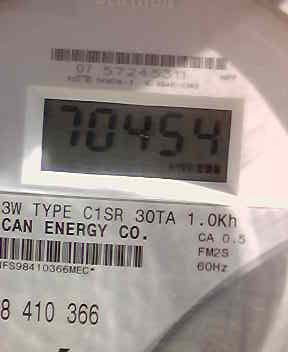 07 57245311
70454
3W TYPE C1SR 30TA 1.0Kh
CAN ENERGY CO.
CA 0.5
FM2S
60Hz
IFS98410366MEC*
8 410 366